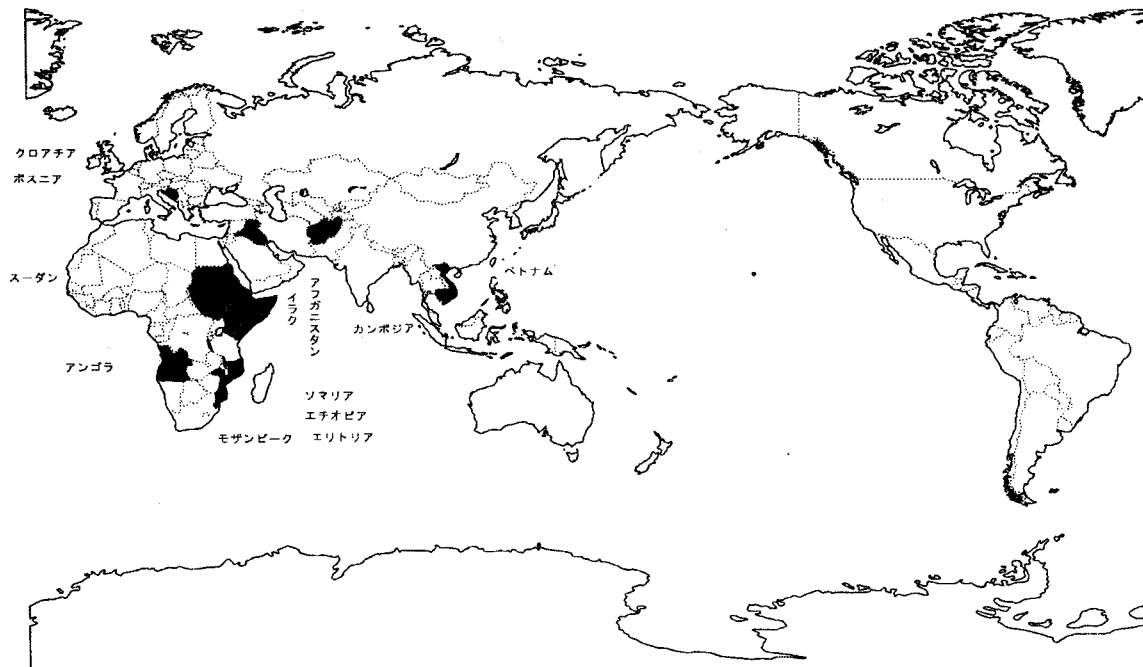 クロアチア
ボスニア
スーダン
アフガニスタン
イラク
ベトナム
カンボジア
アンゴラ
ソマリア
エチオピア
モザンビーク
エリトリア